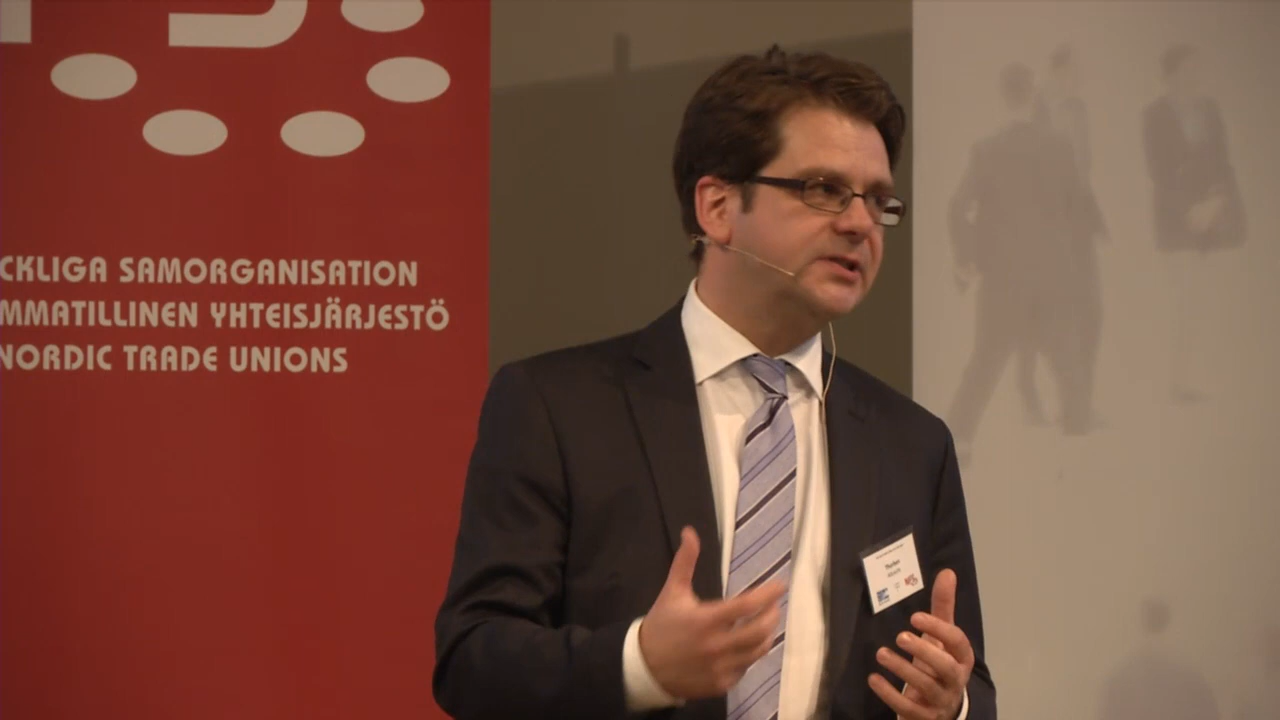 CKLIGA SAMORGANISATION
MMATILLINEN YHTEISJÄRJESTÖ
NORDIC TRADE UNIONS